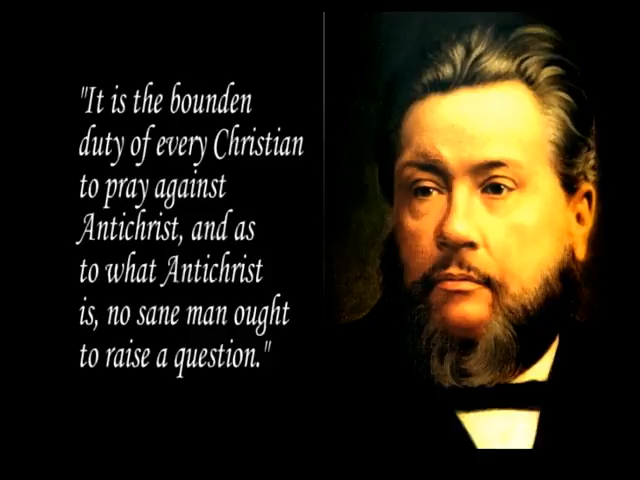 "It is the bounden
duty of every Christian
to pray against
Antichrist, and as
to what Antichrist
is, no sane man ought
to raise a question."